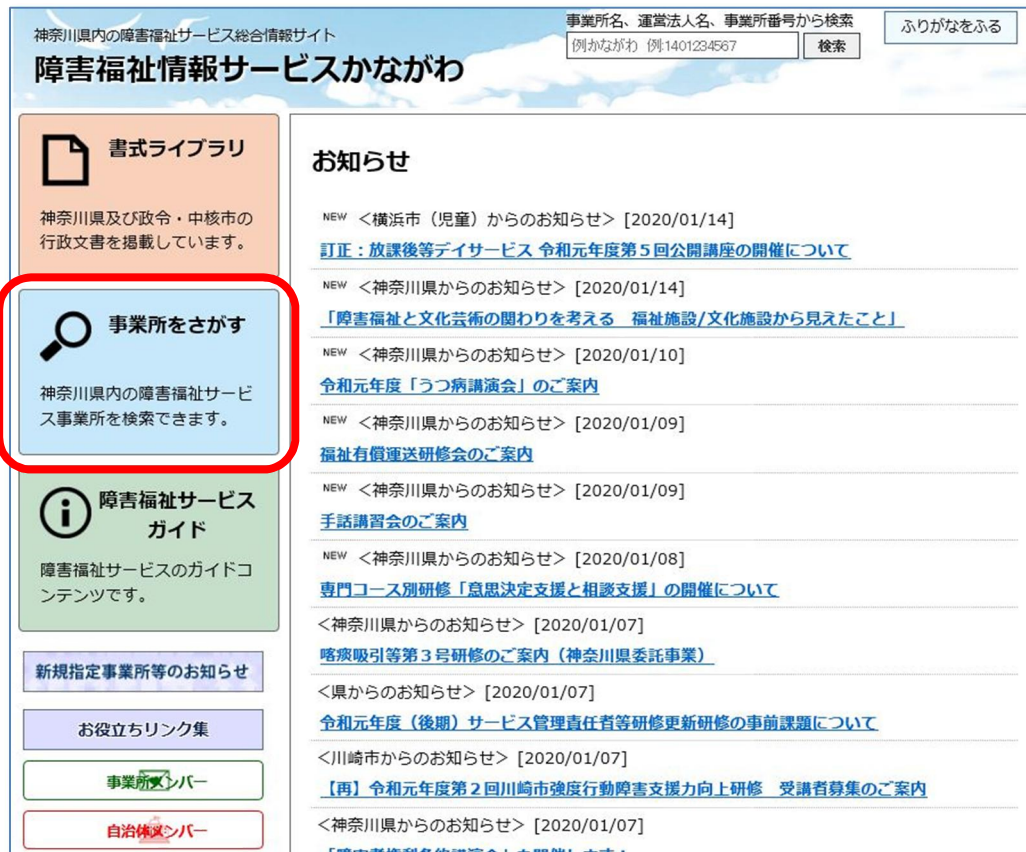 神奈川県内の障害福祉サービス総合情報サイト
障害福祉情報サービスかながわ
事業所名、運営法人名、事業所番号から検索
例かながわ 例:1401234567
検索
ふりがなをふる
書式ライブラリ
神奈川県及び政令・中核市の
行政文書を掲載しています。
事業所をさがす
神奈川県内の障害福祉サービ
ス事業所を検索できます。
障害福祉サービス
ガイド
障害福祉サービスのガイドコ
ンテンツです。
新規指定事業所等のお知らせ
お役立ちリンク集
事業所メンバー
自治体メンバー
お知らせ
NEW <横浜市（児童）からのお知らせ> [2020/01/14]
訂正：放課後等デイサービス 令和元年度第５回公開講座の開催について
NEW <神奈川県からのお知らせ> [2020/01/14]
「障害福祉と文化芸術の関わりを考える　福祉施設/文化施設から見えたこと」
NEW <神奈川県からのお知らせ> [2020/01/10]
令和元年度「うつ病講演会」のご案内
NEW <神奈川県からのお知らせ> [2020/01/09]
福祉有償運送研修会のご案内
NEW <神奈川県からのお知らせ> [2020/01/09]
手話講習会のご案内
NEW <神奈川県からのお知らせ> [2020/01/08]
専門コース別研修「意思決定支援と相談支援」の開催について
<神奈川県からのお知らせ> [2020/01/07]
喀痰吸引等第３号研修のご案内（神奈川県委託事業）
<県からのお知らせ> [2020/01/07]
令和元年度（後期）サービス管理責任者等研修更新研修の事前課題について
<川崎市からのお知らせ> [2020/01/07]
【再】令和元年度第２回川崎市強度行動障害支援力向上研修　受講者募集のご案内
<神奈川県からのお知らせ> [2020/01/07]